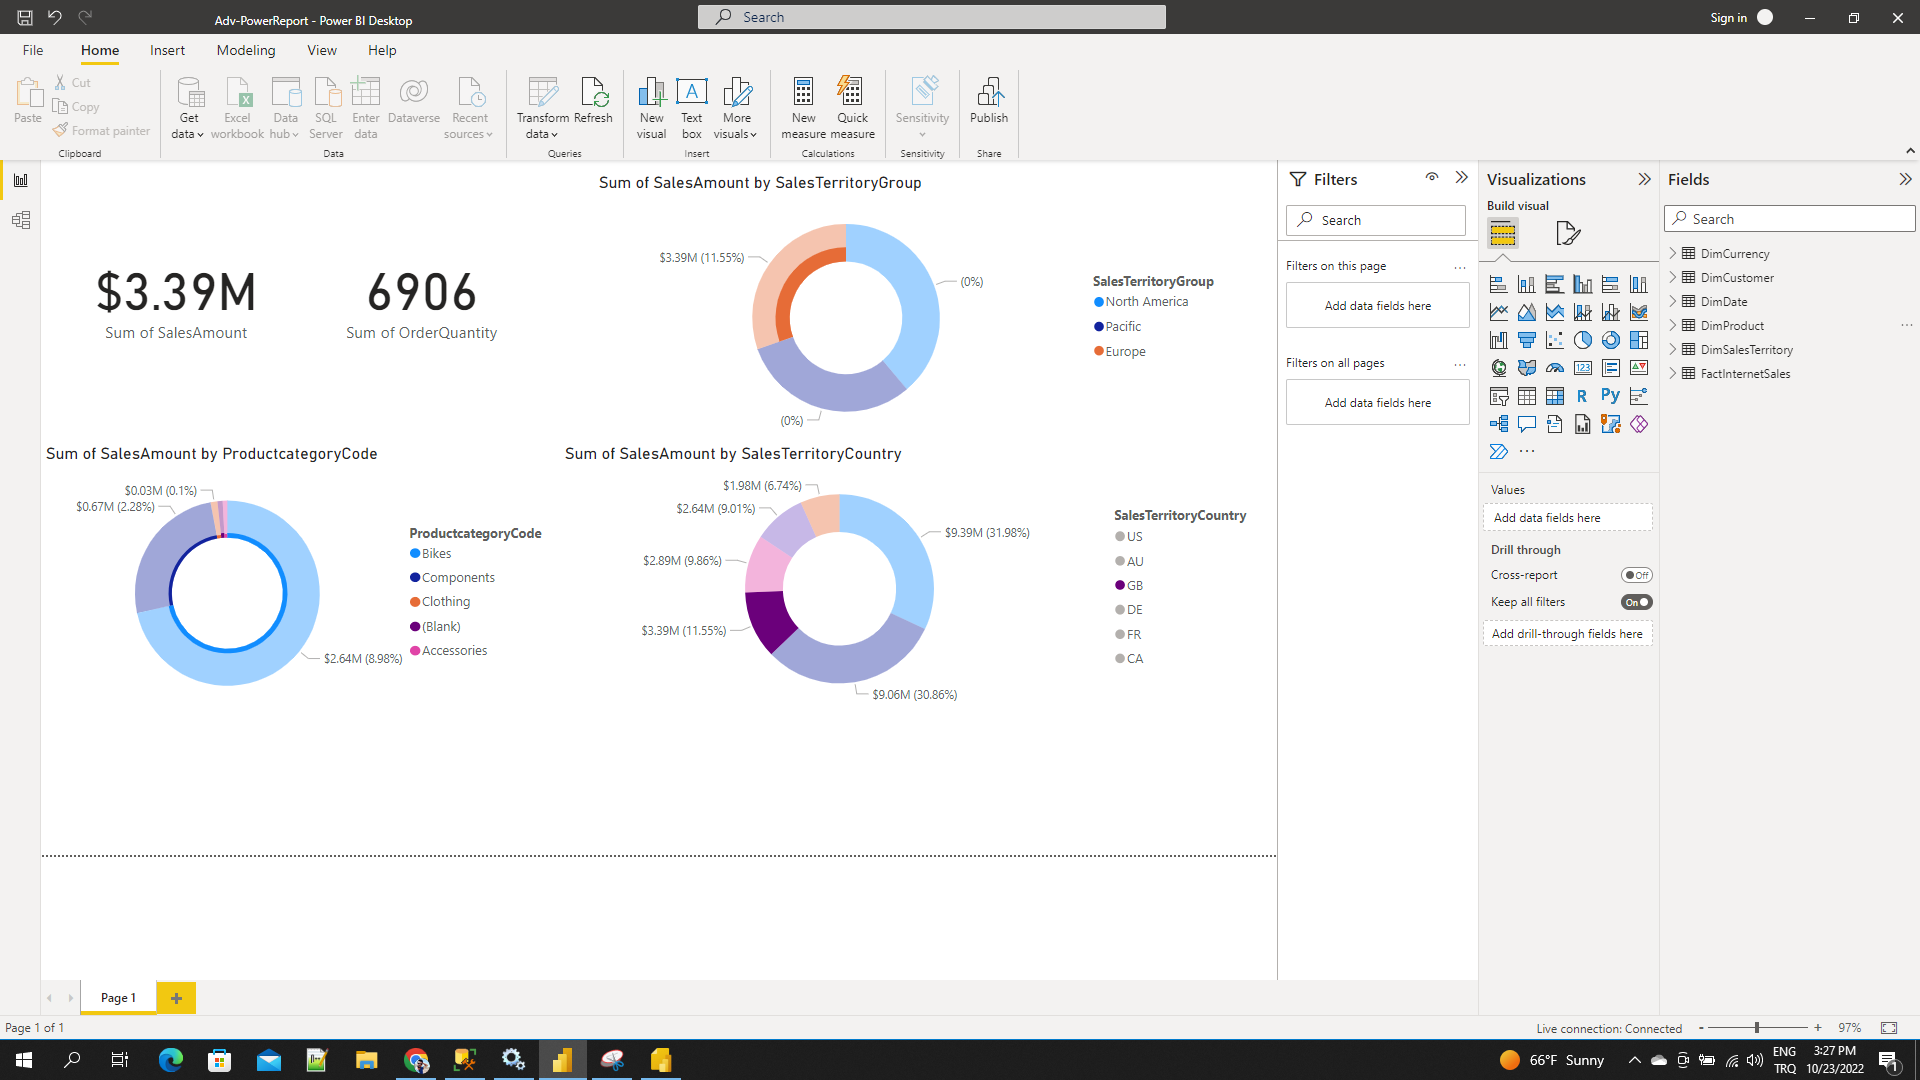 Adv-PowerReport - Power BI Desktop
Search
Sign in
File
Home
Insert
Modeling
View
Help
Paste
Cut
Copy
Format painter
Clipboard
Get data
Excel workbook
Data hub
SQL Server
Enter data
Dataverse
Recent sources
Data
Transform data
Refresh
Queries
New visual
Text box
More visuals
Insert
New measure
Quick measure
Calculations
Sensitivity
Sensitivity
Publish
Share
$3.39M
Sum of SalesAmount
6906
Sum of OrderQuantity
Sum of SalesAmount by SalesTerritoryGroup
$3.39M (11.55%)
(0%)
(0%)
SalesTerritoryGroup
North America
Pacific
Europe
Sum of SalesAmount by ProductcategoryCode
$0.03M (0.1%)
$0.67M (2.28%)
$2.64M (8.98%)
ProductcategoryCode
Bikes
Components
Clothing
(Blank)
Accessories
Sum of SalesAmount by SalesTerritoryCountry
$1.98M (6.74%)
$2.64M (9.01%)
$2.89M (9.86%)
$3.39M (11.55%)
$9.39M (31.98%)
$9.06M (30.86%)
SalesTerritoryCountry
US
AU
GB
DE
FR
CA
Filters
Search
Filters on this page
Add data fields here
Filters on all pages
Add data fields here
Visualizations
Build visual
123
R
Py
Values
Add data fields here
Drill through
Cross-report
Off
Keep all filters
On
Add drill-through fields here
Fields
Search
DimCurrency
DimCustomer
DimDate
DimProduct
DimSalesTerritory
FactInternetSales
Page 1
Page 1 of 1
Live connection: Connected
- + 97%
66°F Sunny
ENG
TRQ
3:27 PM
10/23/2022
1